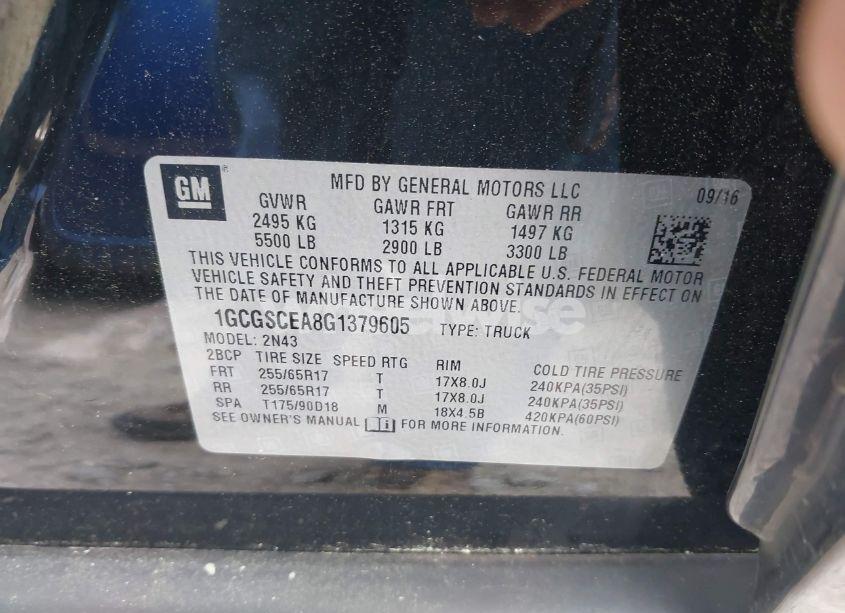 GM
MFD BY GENERAL MOTORS LLC
09/16
GVWR GAWR FRT GAWR RR
2495 KG 1315 KG 1497 KG
5500 LB 2900 LB 3300 LB
THIS VEHICLE CONFORMS TO ALL APPLICABLE U.S. FEDERAL MOTOR
VEHICLE SAFETY AND THEFT PREVENTION STANDARDS IN EFFECT ON
THE DATE OF MANUFACTURE SHOWN ABOVE.
1GCGSCEA8G1379605 TYPE: TRUCK
MODEL: 2N43
2BCP TIRE SIZE SPEED RTG RIM COLD TIRE PRESSURE
FRT 255/65R17 T 17X8.0J 240KPA(35PSI)
RR 255/65R17 T 17X8.0J 240KPA(35PSI)
SPA T175/90D18 M 18X4.5B 420KPA(60PSI)
SEE OWNER'S MANUAL FOR MORE INFORMATION.